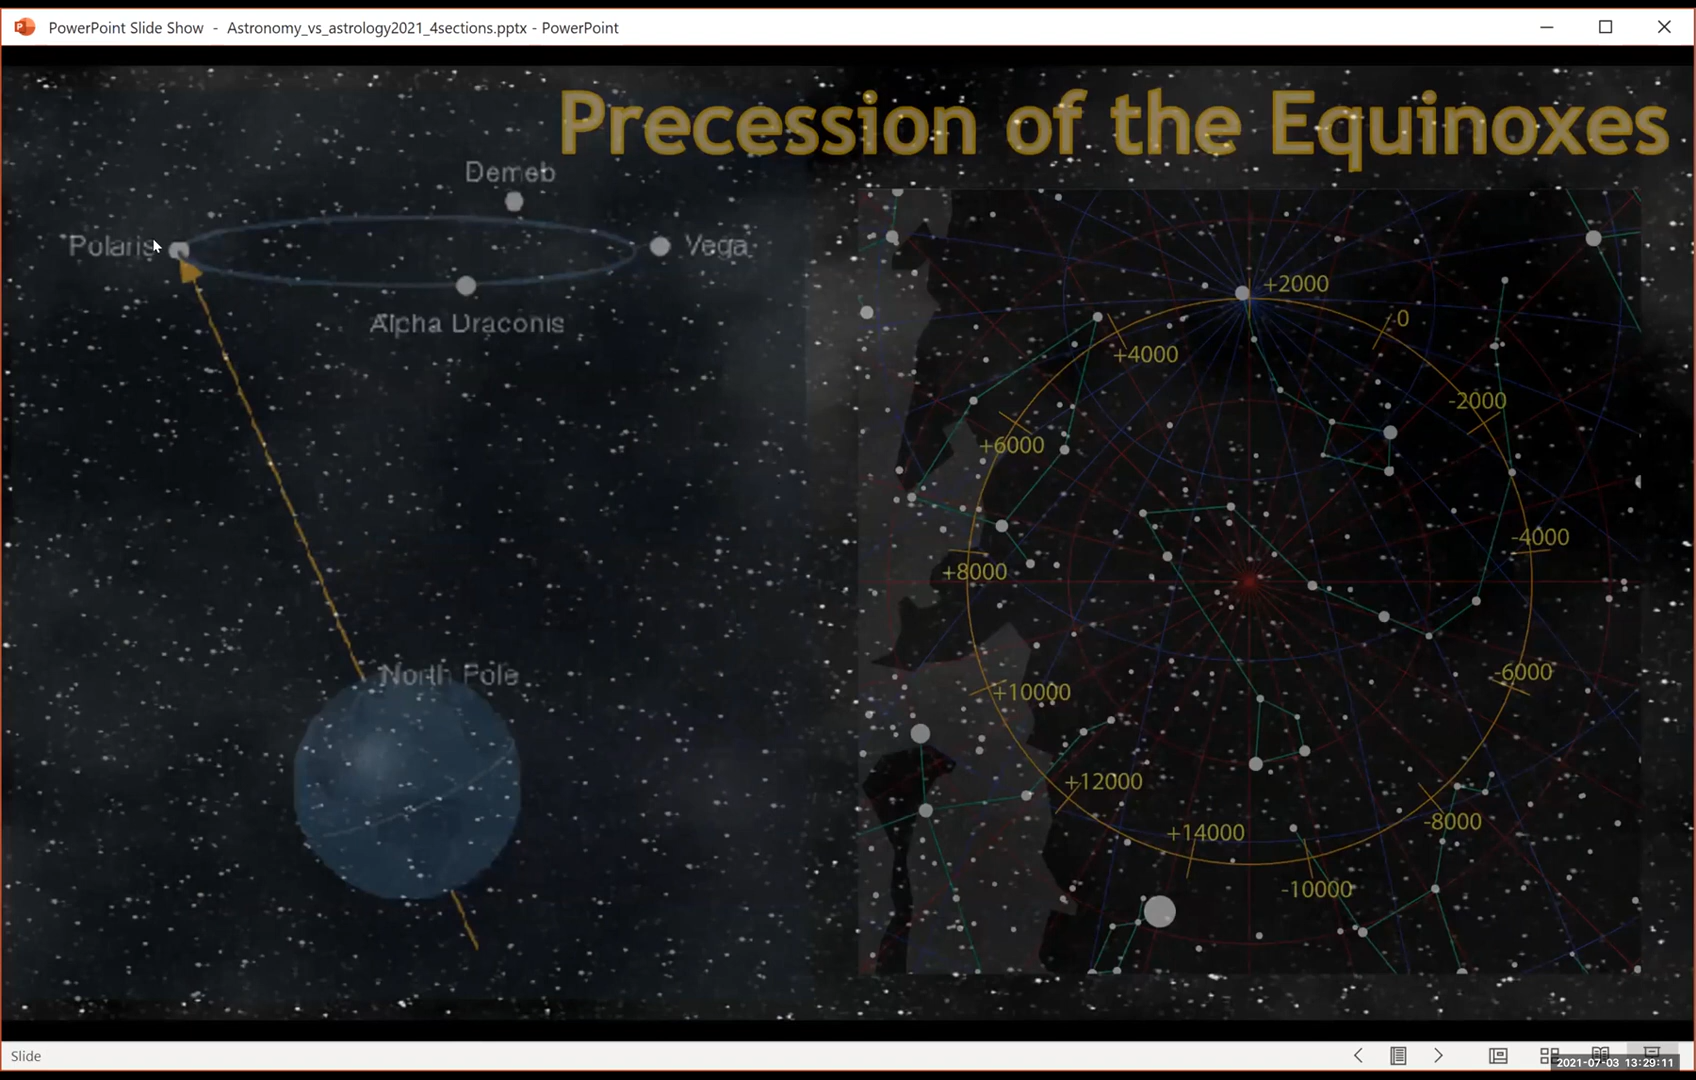 PowerPoint Slide Show - Astronomy_vs_astrology2021_4sections.pptx - PowerPoint
Precession of the Equinoxes
Demeb
Polaris
Vega
Alpha Draconis
North Pole
+2000
0
+4000
-2000
+6000
-4000
+8000
-6000
+10000
+12000
-8000
+14000
-10000
Slide
2021-07-03 13:29:11